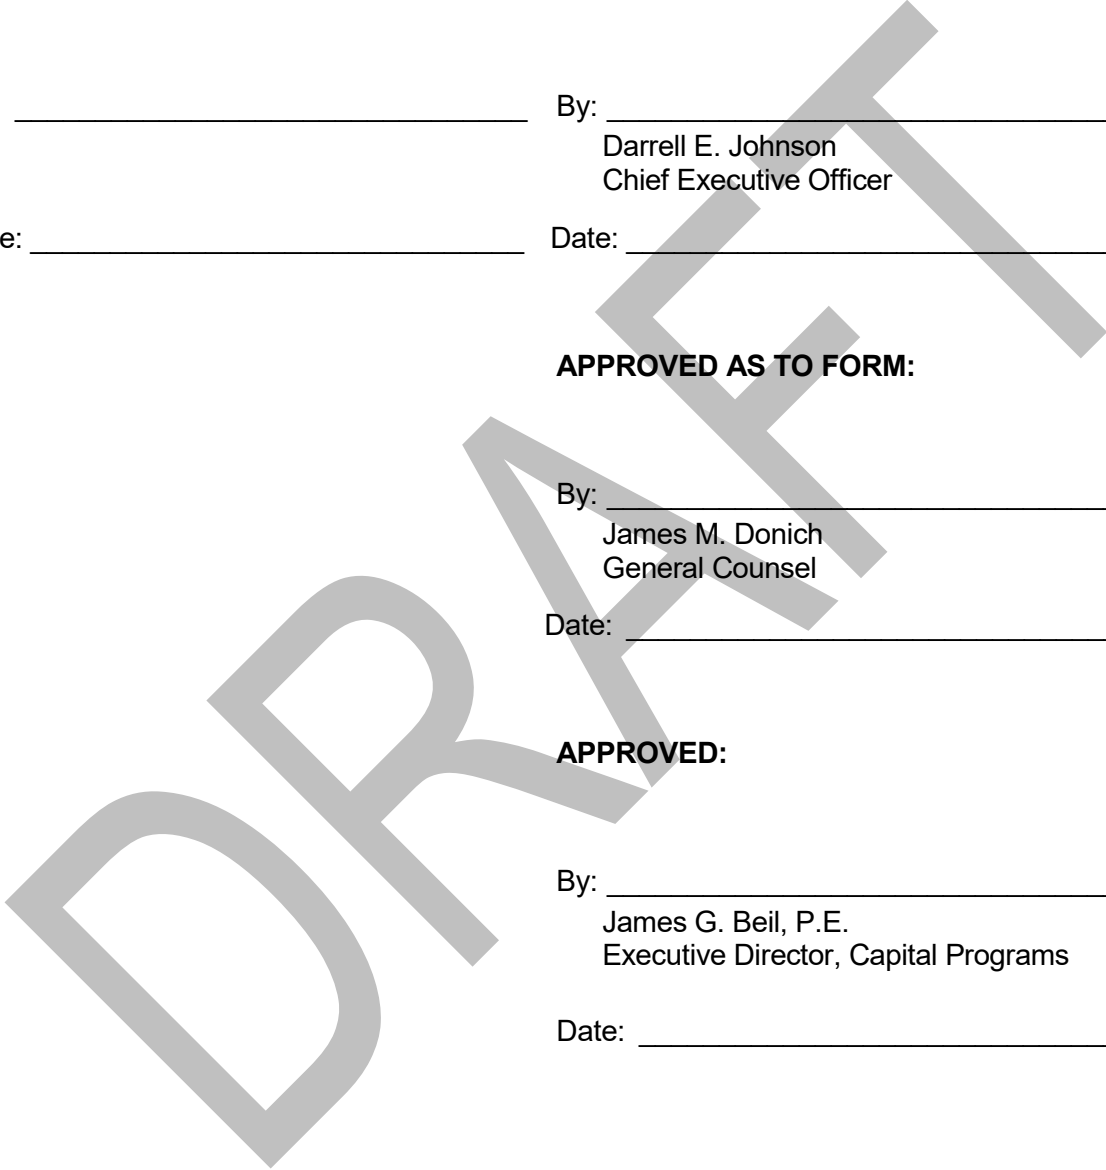 By:
Darrell E. Johnson
Chief Executive Officer
e: Date:
APPROVED AS TO FORM:
By:
James M. Donich
General Counsel
Date:
APPROVED:
By:
James G. Beil, P.E.
Executive Director, Capital Programs
Date:
DRAFT